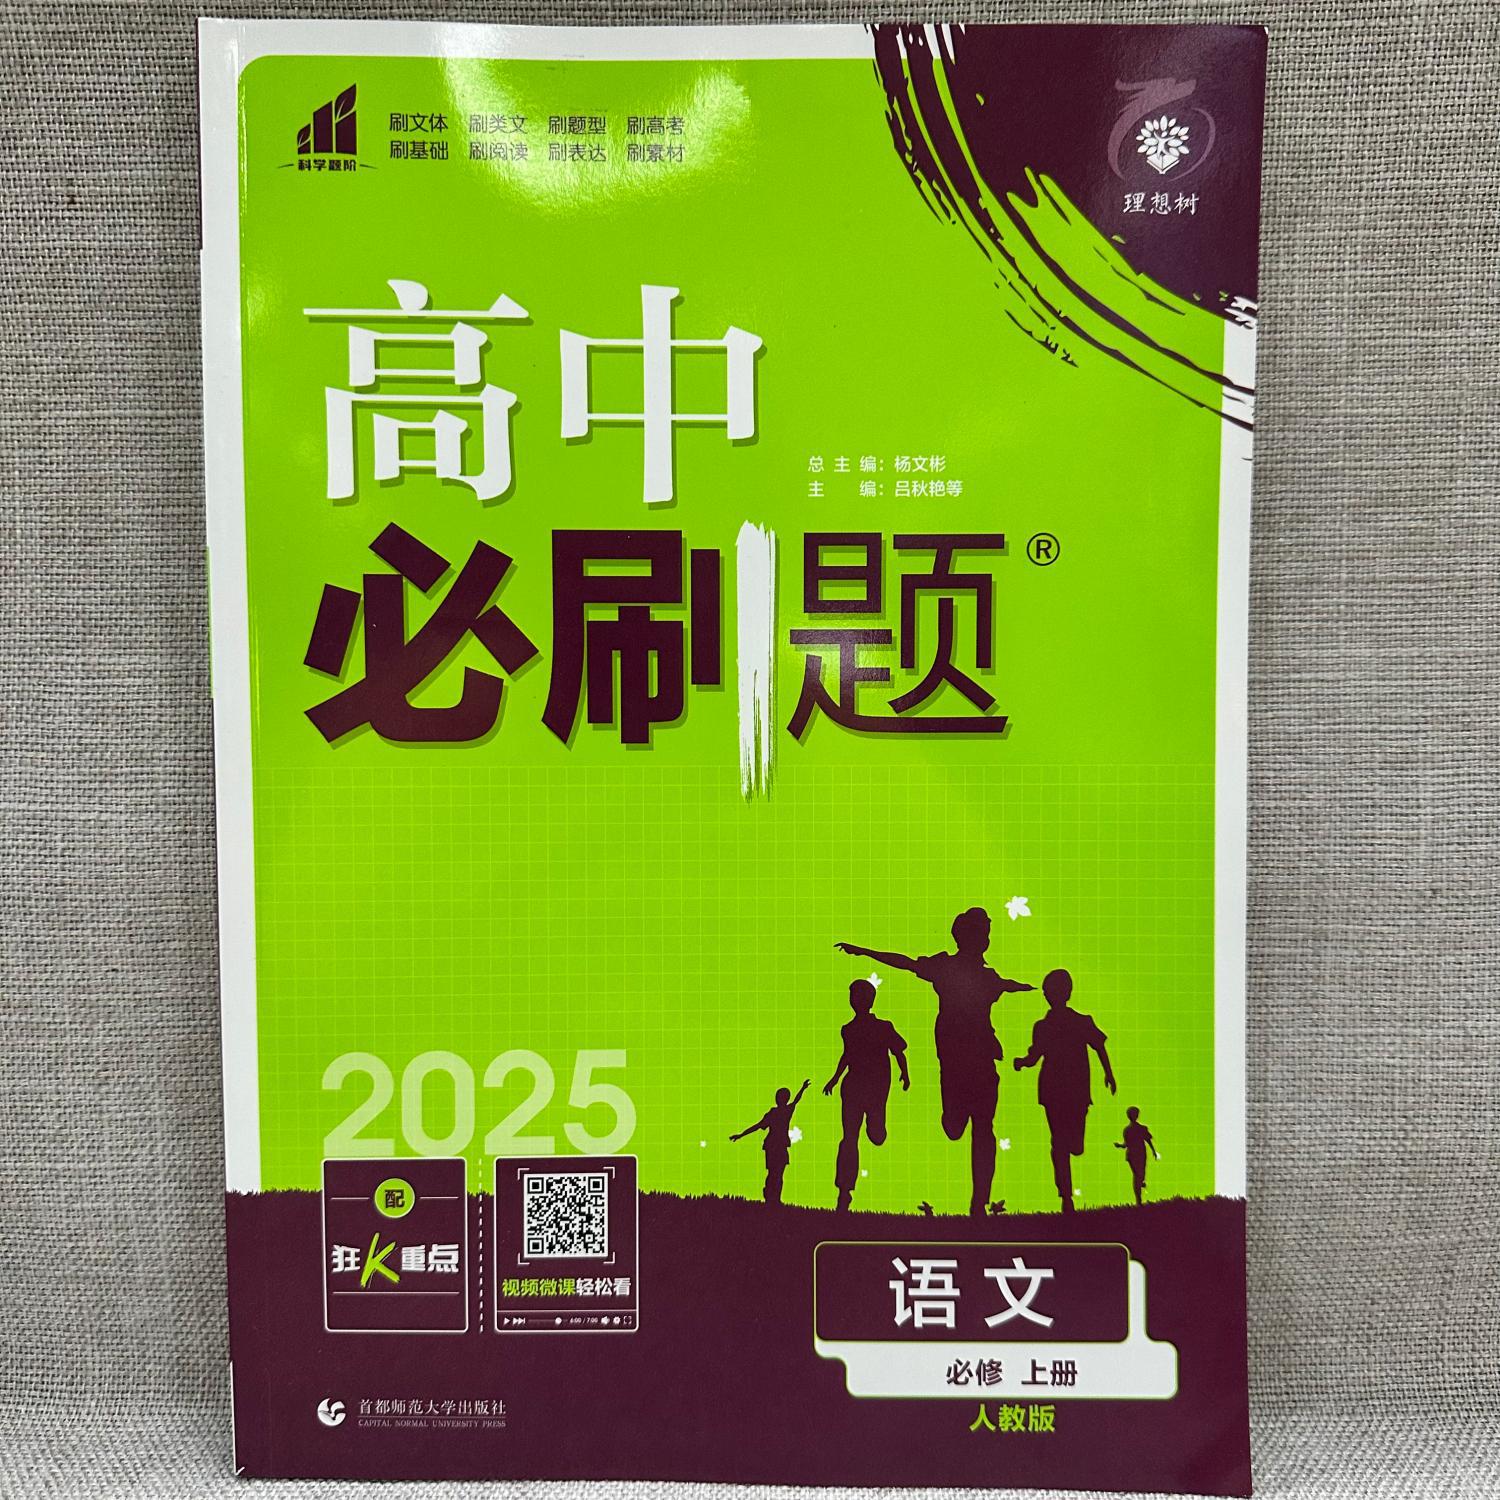 科学题阶
刷文体 刷类文 刷题型 刷高考
刷基础 刷阅读 刷表达 刷素材
理想树
高中
总主编：杨文彬
主 编：吕秋艳等
必刷题®
2025
配
狂K重点
视频微课轻松看
6:00 / 7:00
语文
必修 上册
人教版
首都师范大学出版社
CAPITAL NORMAL UNIVERSITY PRESS